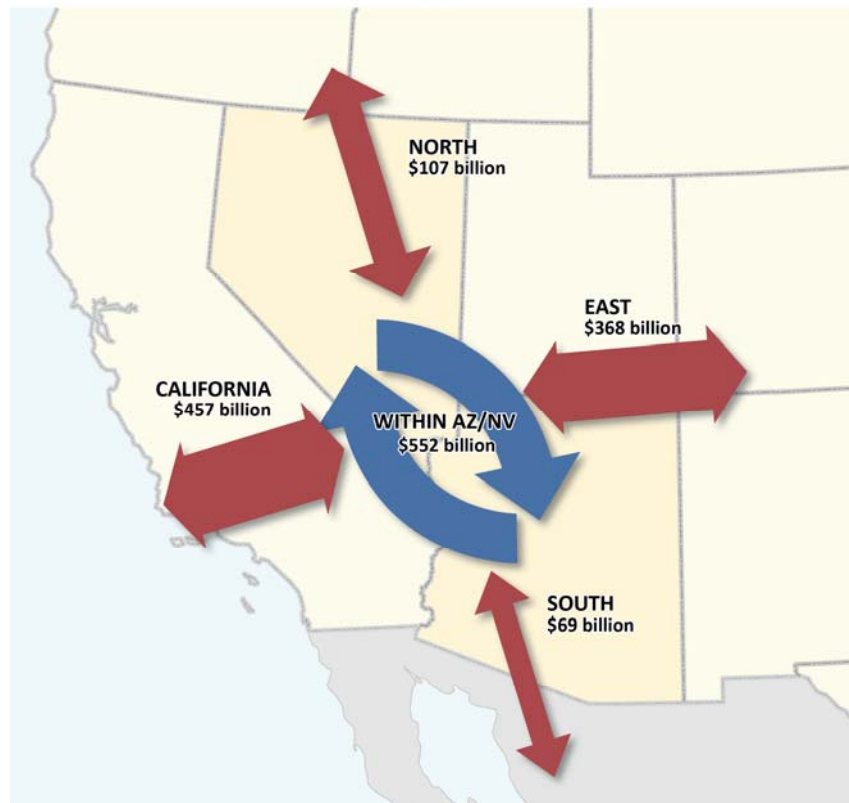 NORTH
$107 billion
EAST
$368 billion
CALIFORNIA
$457 billion
WITHIN AZ/NV
$552 billion
SOUTH
$69 billion